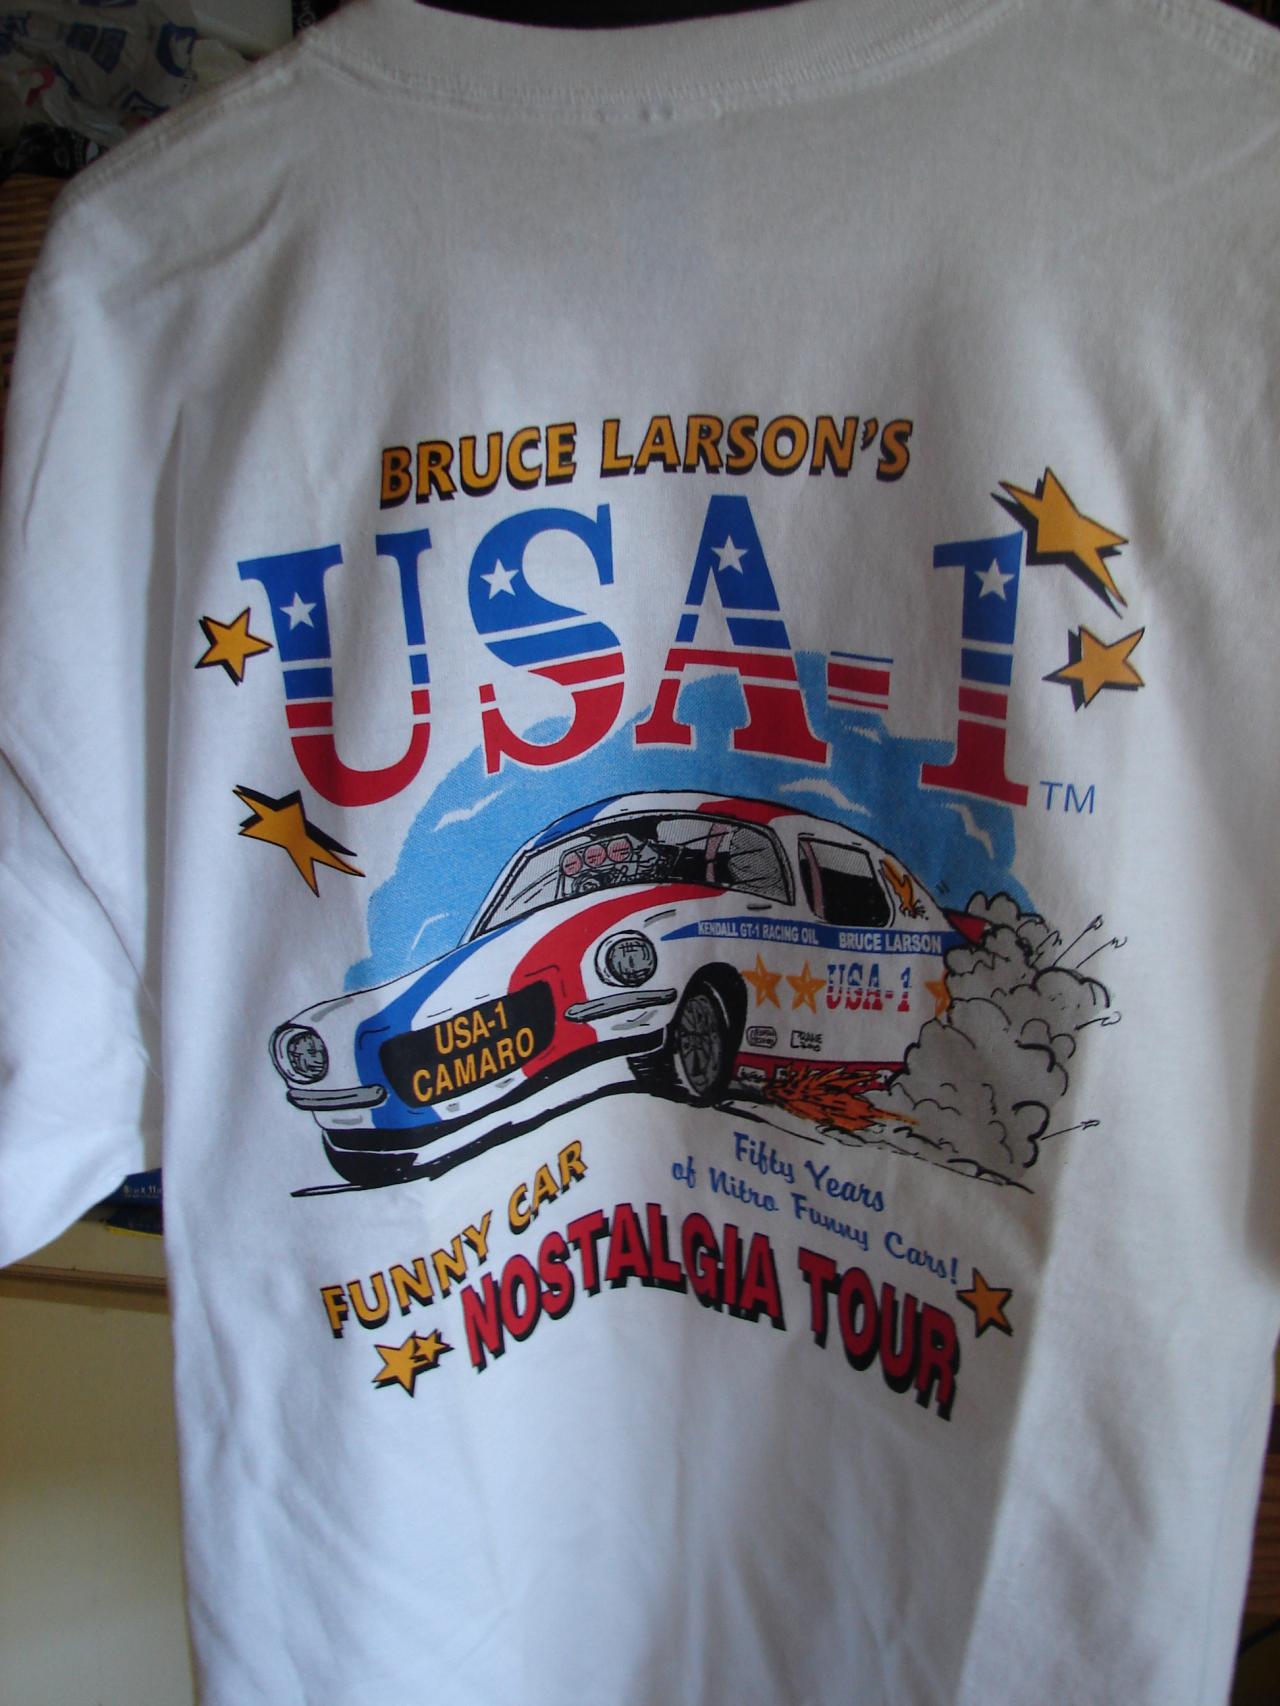 BRUCE LARSON'S
USA-1
TM
KENDALL GT-1 RACING OIL BRUCE LARSON
USA-1
USA-1
CAMARO
CRANE
FUNNY CAR
Fifty Years
of Nitro Funny Cars!
NOSTALGIA TOUR